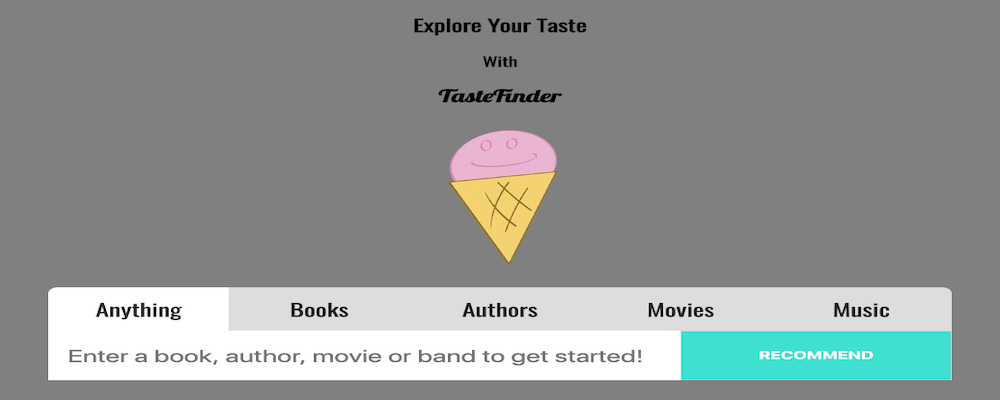 Explore Your Taste
With
TasteFinder
Anything Books Authors Movies Music
Enter a book, author, movie or band to get started! RECOMMEND